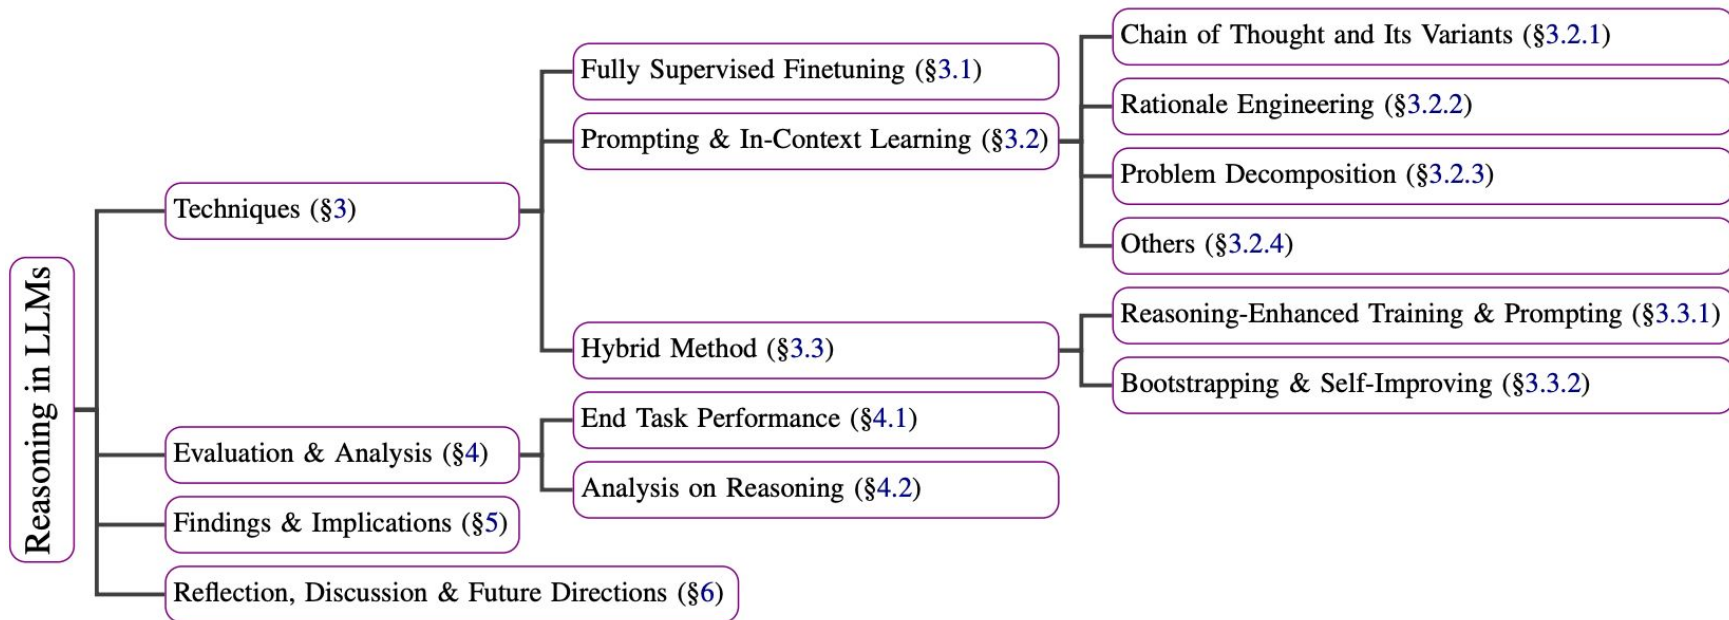 Reasoning in LLMs
Techniques (§3)
Fully Supervised Finetuning (§3.1)
Prompting & In-Context Learning (§3.2)
Chain of Thought and Its Variants (§3.2.1)
Rationale Engineering (§3.2.2)
Problem Decomposition (§3.2.3)
Others (§3.2.4)
Hybrid Method (§3.3)
Reasoning-Enhanced Training & Prompting (§3.3.1)
Bootstrapping & Self-Improving (§3.3.2)
Evaluation & Analysis (§4)
End Task Performance (§4.1)
Analysis on Reasoning (§4.2)
Findings & Implications (§5)
Reflection, Discussion & Future Directions (§6)